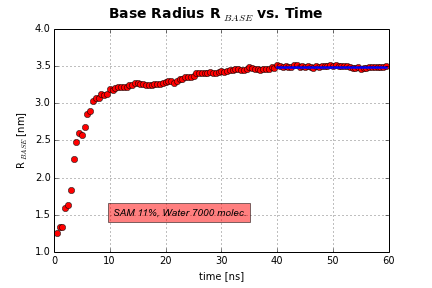 Base Radius R BASE vs. Time
4.0
3.5
3.0
2.5
2.0
1.5
1.0
R BASE [nm]
SAM 11%, Water 7000 molec.
0 10 20 30 40 50 60
time [ns]